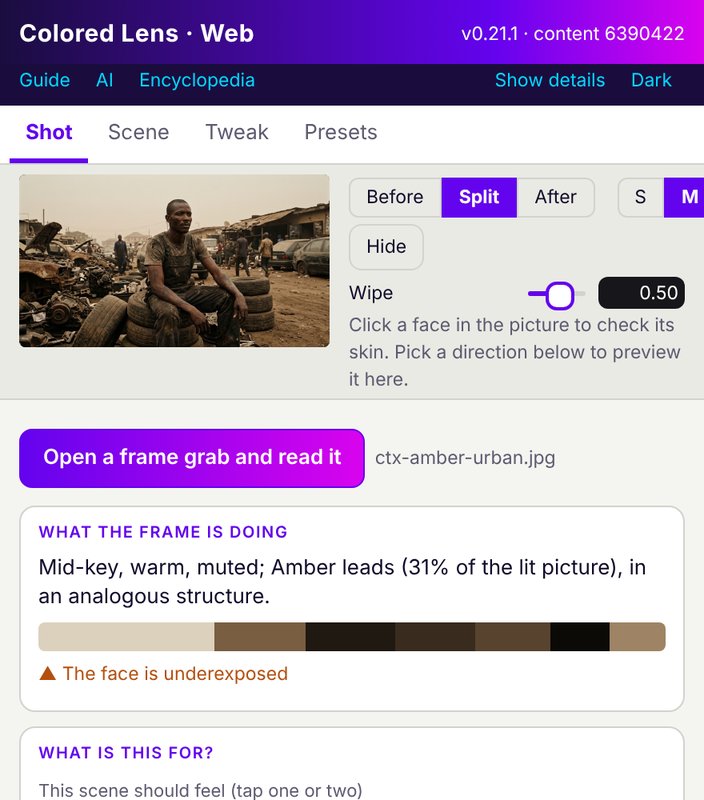 Colored Lens · Web
v0.21.1 · content 6390422
Guide AI Encyclopedia
Show details Dark
Shot Scene Tweak Presets
Before Split After S M
Hide
Wipe 0.50
Click a face in the picture to check its
skin. Pick a direction below to preview
it here.
Open a frame grab and read it
ctx-amber-urban.jpg
WHAT THE FRAME IS DOING
Mid-key, warm, muted; Amber leads (31% of the lit picture), in
an analogous structure.
▲ The face is underexposed
WHAT IS THIS FOR?
This scene should feel (tap one or two)